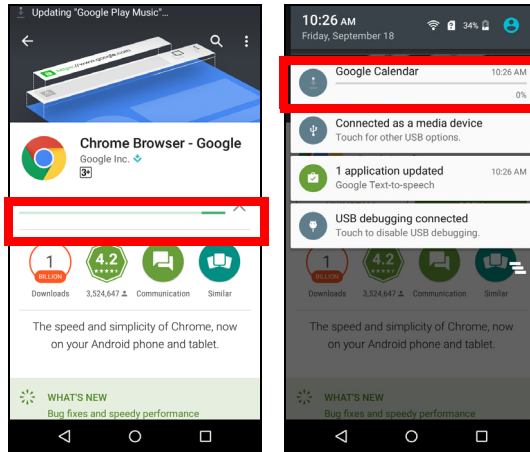 Updating "Google Play Music"...
https://www.google.com
Chrome Browser - Google
Google Inc.
3+
1
BILLION
4.2
Downloads
3,524,647
Communication
Similar
The speed and simplicity of Chrome, now
on your Android phone and tablet.
WHAT'S NEW
Bug fixes and speedy performance
10:26 AM
34%
Friday, September 18
Google Calendar
10:26 AM
0%
Connected as a media device
Touch for other USB options.
1 application updated
10:26 AM
Google Text-to-speech
USB debugging connected
Touch to disable USB debugging.
1
BILLION
4.2
Downloads
3,524,647
Communication
Similar
The speed and simplicity of Chrome, now
on your Android phone and tablet.
WHAT'S NEW
Bug fixes and speedy performance